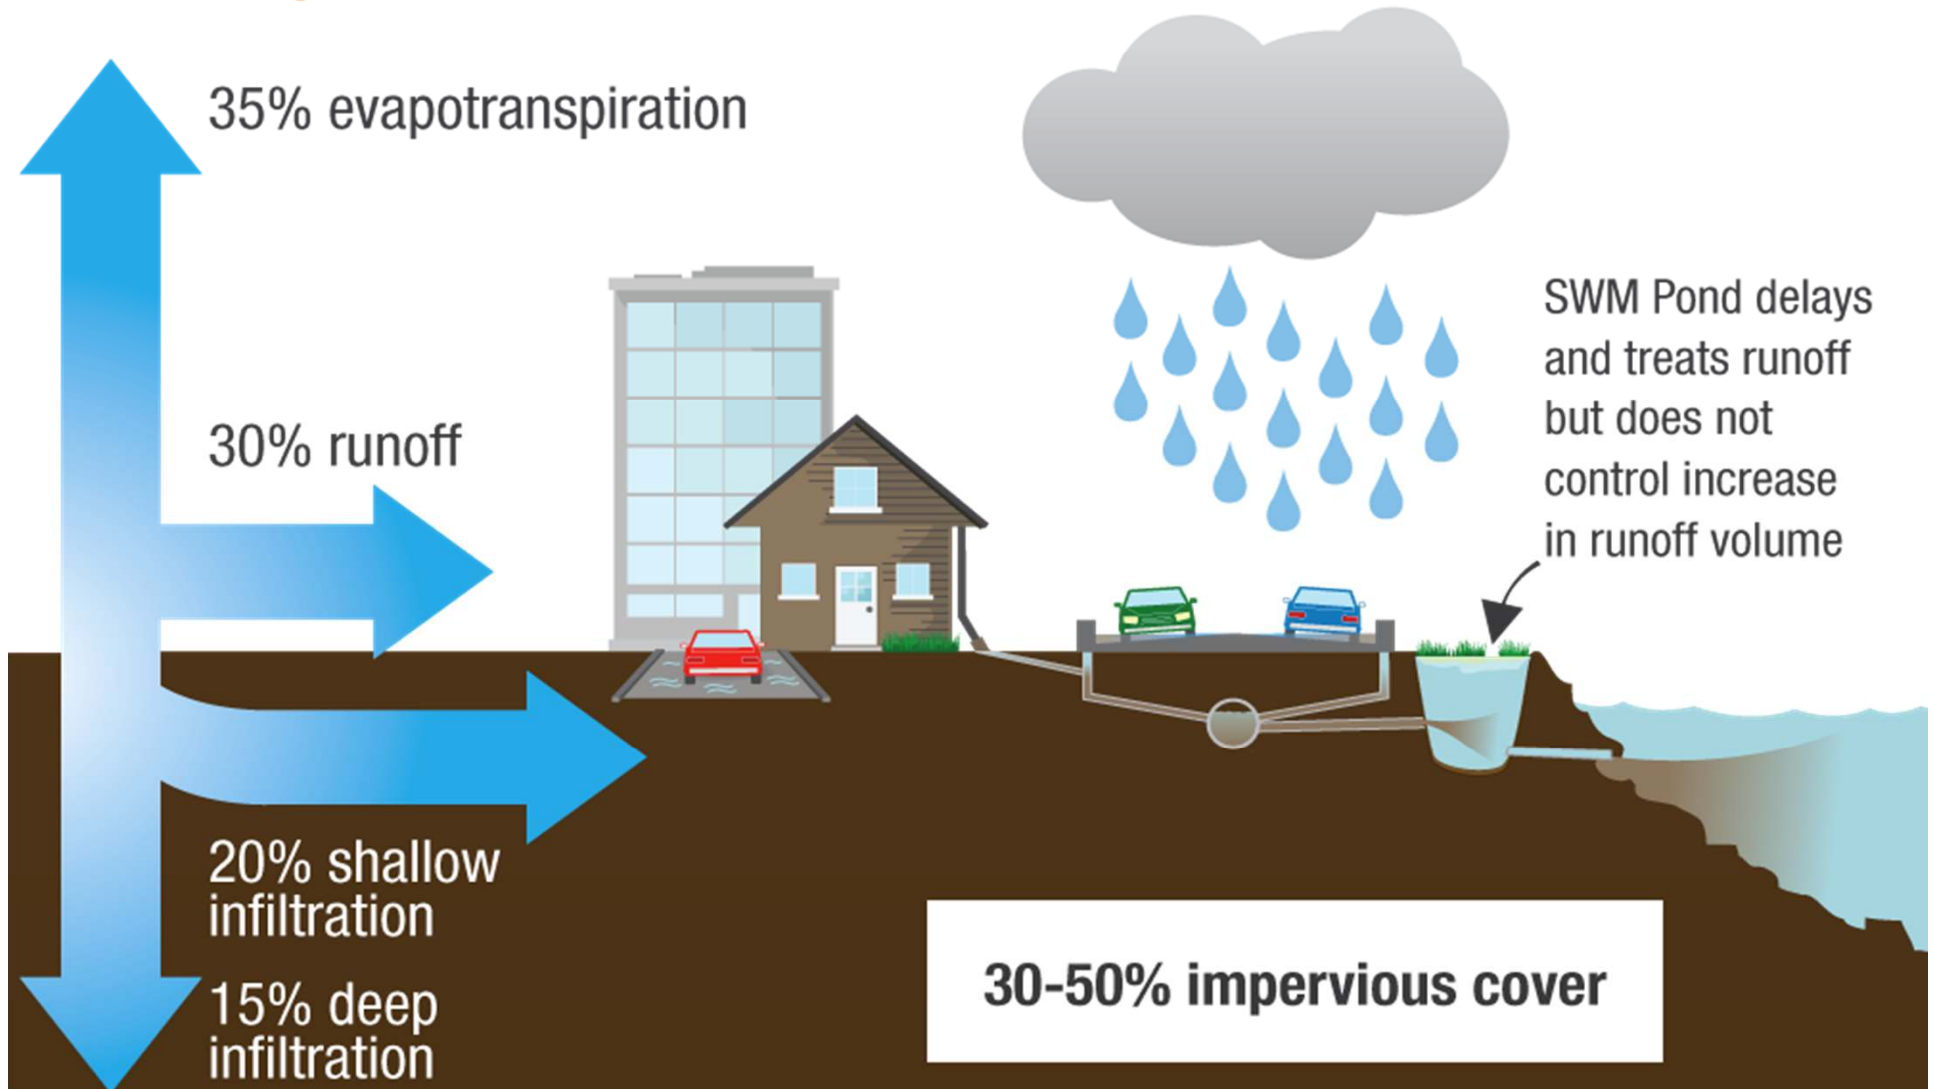 35% evapotranspiration
30% runoff
SWM Pond delays
and treats runoff
but does not
control increase
in runoff volume
20% shallow
infiltration
15% deep
infiltration
30-50% impervious cover